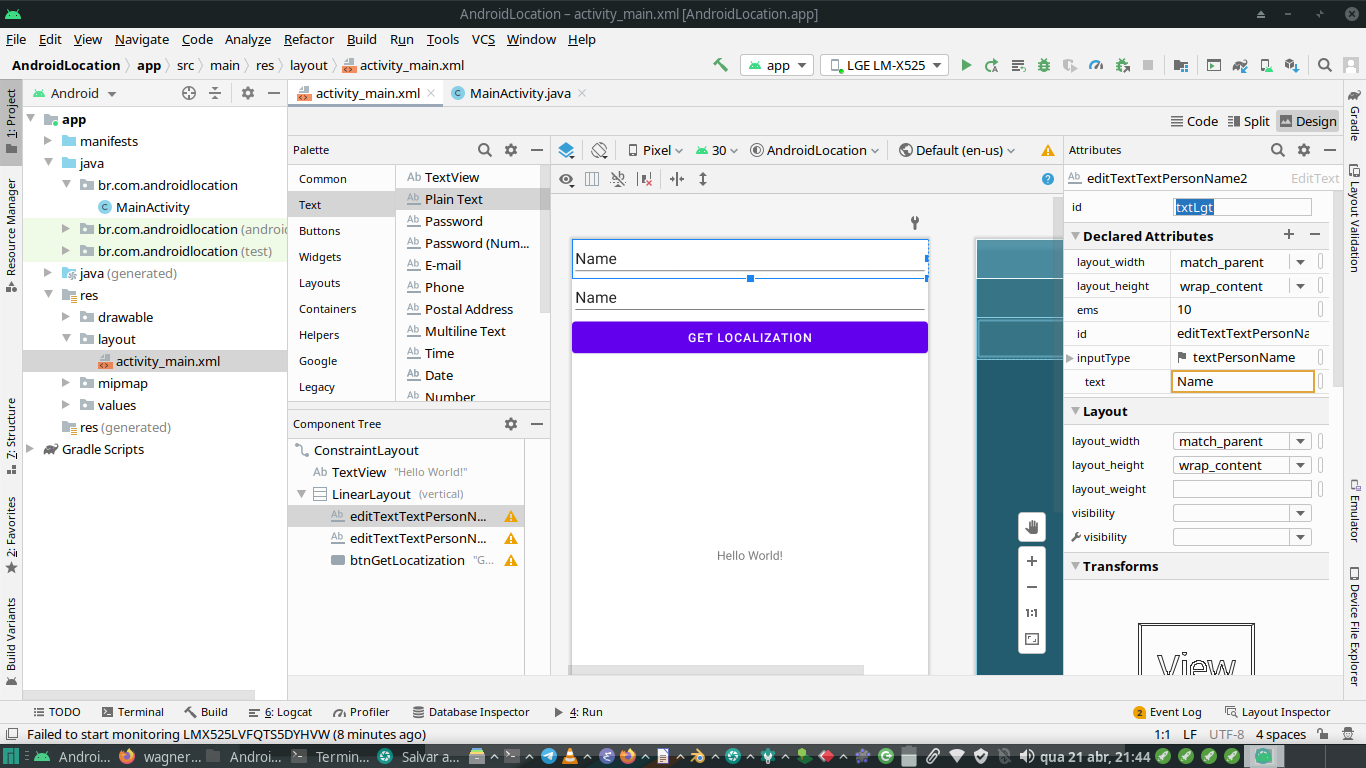 AndroidLocation – activity_main.xml [AndroidLocation.app]
File Edit View Navigate Code Analyze Refactor Build Run Tools VCS Window Help
AndroidLocation app src main res layout activity_main.xml
app LGE LM-X525
1: Project
Resource Manager
7: Structure
2: Favorites
Build Variants
Android
app
manifests
java
br.com.androidlocation
MainActivity
br.com.androidlocation (android
br.com.androidlocation (test)
java (generated)
res
drawable
layout
activity_main.xml
mipmap
values
res (generated)
Gradle Scripts
activity_main.xml MainActivity.java
Code Split Design
Palette
Common
Text
Buttons
Widgets
Layouts
Containers
Helpers
Google
Legacy
Ab TextView
Ab Plain Text
Ab Password
Ab Password (Num...
Ab E-mail
Ab Phone
Ab Postal Address
Ab Multiline Text
Ab Time
Ab Date
Ab Number
Component Tree
ConstraintLayout
Ab TextView "Hello World!"
LinearLayout (vertical)
Ab editTextTextPersonN...
Ab editTextTextPersonN...
btnGetLocatization "G...
Pixel 30 AndroidLocation Default (en-us)
Name
Name
GET LOCALIZATION
Hello World!
1:1
Attributes
Ab editTextTextPersonName2 EditText
id txtLgt
Declared Attributes
layout_width match_parent
layout_height wrap_content
ems 10
id editTextTextPersonNa
inputType textPersonName
text Name
Layout
layout_width match_parent
layout_height wrap_content
layout_weight
visibility
visibility
Transforms
View
Gradle
Layout Validation
Emulator
Device File Explorer
TODO Terminal Build 6: Logcat Profiler Database Inspector 4: Run 2 Event Log Layout Inspector
Failed to start monitoring LMX525LVFQTS5DYHVW (8 minutes ago) 1:1 LF UTF-8 4 spaces
Androi... wagner... Androi... Termin... Salvar a... qua 21 abr, 21:44